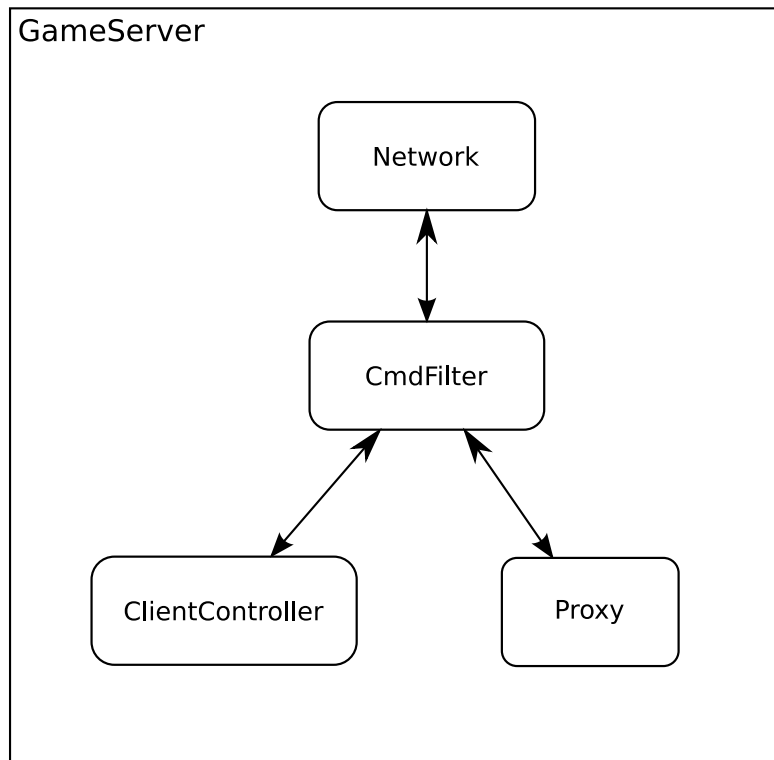 GameServer
Network
CmdFilter
ClientController
Proxy